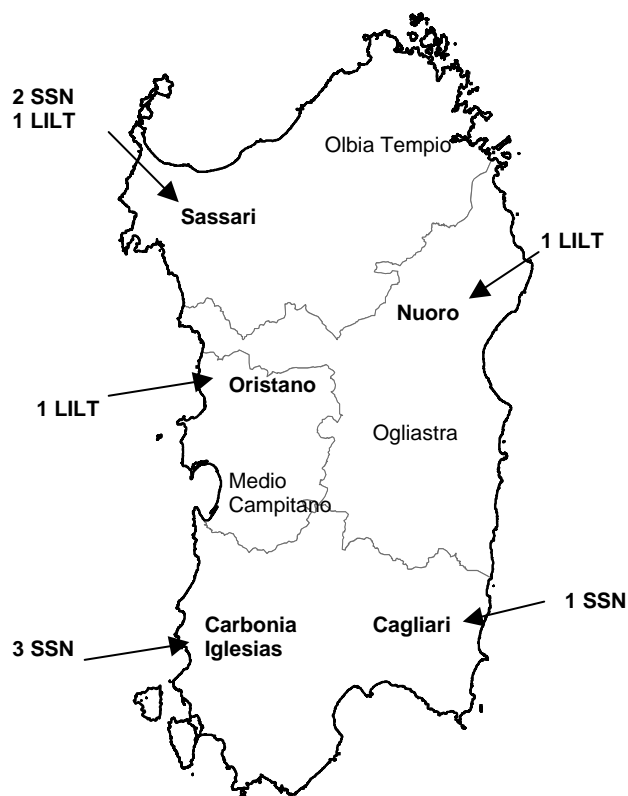 2 SSN
1 LILT
Olbia Tempio
Sassari
1 LILT
Nuoro
Oristano
1 LILT
Ogliastra
Medio
Campitano
1 SSN
Carbonia
Iglesias
Cagliari
3 SSN